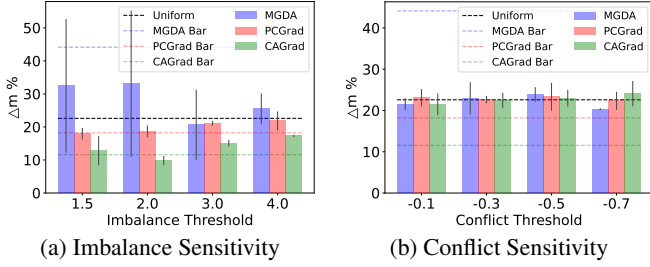 Uniform
MGDA Bar
PCGrad Bar
CAGrad Bar
MGDA
PCGrad
CAGrad
Δm %
60
50
40
30
20
10
0
1.5 2.0 3.0 4.0
Imbalance Threshold
(a) Imbalance Sensitivity
Uniform
MGDA Bar
PCGrad Bar
CAGrad Bar
MGDA
PCGrad
CAGrad
Δm %
40
30
20
10
0
-0.1 -0.3 -0.5 -0.7
Conflict Threshold
(b) Conflict Sensitivity